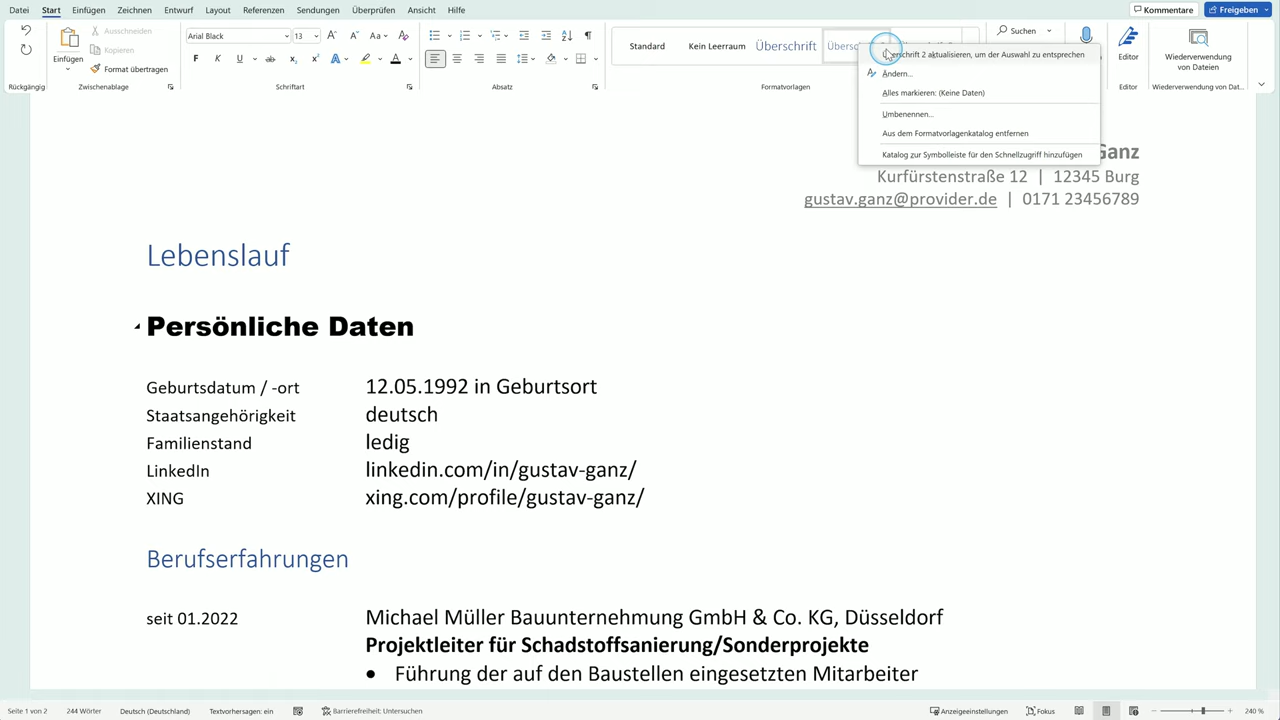 Datei Start Einfügen Zeichnen Entwurf Layout Referenzen Sendungen Überprüfen Ansicht Hilfe Kommentare Freigeben
Einfügen Ausschneiden
Kopieren
Format übertragen
Arial Black 13
Aa
F K U ab x x A A
Standard Kein Leerraum Überschrift
Suchen
Editor
Wiederverwendung
von Dateien
Rückgängig Zwischenablage Schriftart Absatz Formatvorlagen Editor Wiederverwendung von Dat...
2 aktualisieren, um der Auswahl zu entsprechen
Ändern...
Alles markieren: (Keine Daten)
Umbenennen...
Aus dem Formatvorlagenkatalog entfernen
Katalog zur Symbolleiste für den Schnellzugriff hinzufügen
Ganz
Kurfürstenstraße 12 | 12345 Burg
gustav.ganz@provider.de | 0171 23456789
Lebenslauf
Persönliche Daten
Geburtsdatum / -ort 12.05.1992 in Geburtsort
Staatsangehörigkeit deutsch
Familienstand ledig
LinkedIn linkedin.com/in/gustav-ganz/
XING xing.com/profile/gustav-ganz/
Berufserfahrungen
seit 01.2022 Michael Müller Bauunternehmung GmbH & Co. KG, Düsseldorf
Projektleiter für Schadstoffsanierung/Sonderprojekte
• Führung der auf den Baustellen eingesetzten Mitarbeiter
Seite 1 von 2 244 Wörter Deutsch (Deutschland) Textvorhersagen: ein Barrierefreiheit: Untersuchen Anzeigeeinstellungen Fokus 240 %